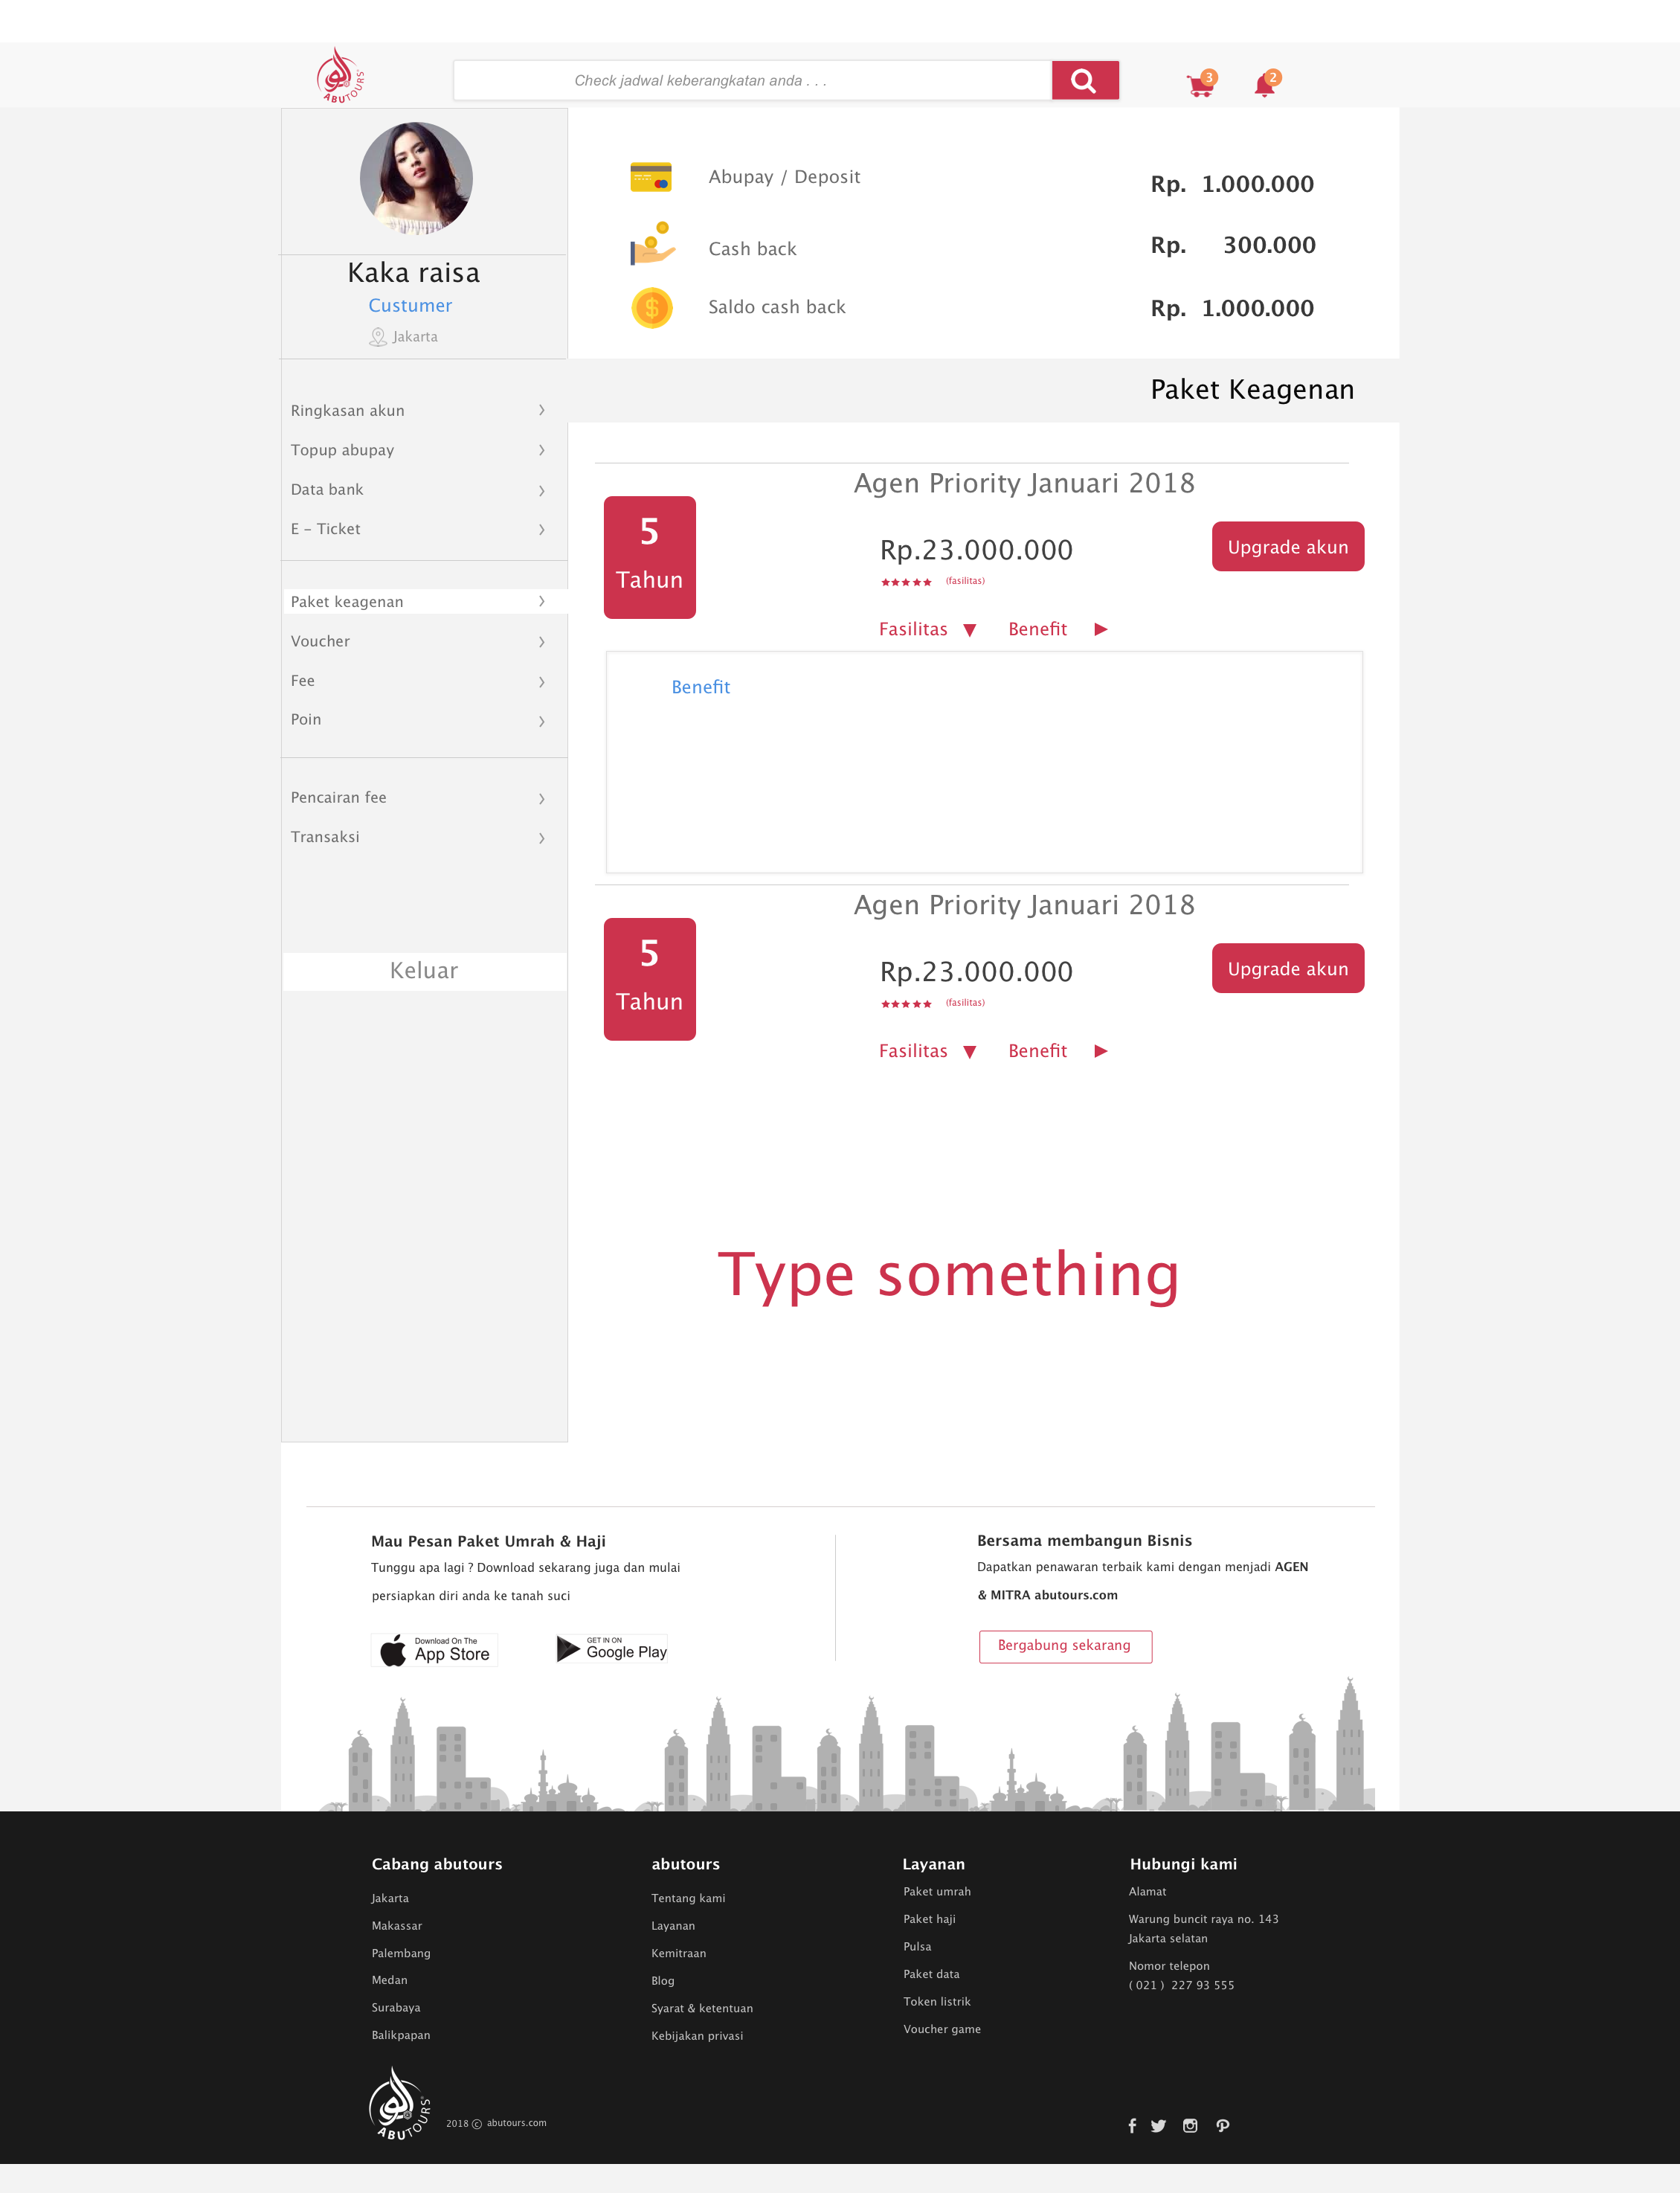 ABUTOURS
Check jadwal keberangkatan anda . . .
3
2
Kaka raisa
Custumer
Jakarta
Ringkasan akun
Topup abupay
Data bank
E – Ticket
Paket keagenan
Voucher
Fee
Poin
Pencairan fee
Transaksi
Keluar
Abupay / Deposit
Rp. 1.000.000
Cash back
Rp. 300.000
Saldo cash back
Rp. 1.000.000
Paket Keagenan
Agen Priority Januari 2018
5
Tahun
Rp.23.000.000
(fasilitas)
Upgrade akun
Fasilitas ▼ Benefit ▶
Benefit
Agen Priority Januari 2018
5
Tahun
Rp.23.000.000
(fasilitas)
Upgrade akun
Fasilitas ▼ Benefit ▶
Type something
Mau Pesan Paket Umrah & Haji
Tunggu apa lagi ? Download sekarang juga dan mulai
persiapkan diri anda ke tanah suci
Download On The
App Store
GET IN ON
Google Play
Bersama membangun Bisnis
Dapatkan penawaran terbaik kami dengan menjadi AGEN
& MITRA abutours.com
Bergabung sekarang
Cabang abutours
Jakarta
Makassar
Palembang
Medan
Surabaya
Balikpapan
abutours
Tentang kami
Layanan
Kemitraan
Blog
Syarat & ketentuan
Kebijakan privasi
Layanan
Paket umrah
Paket haji
Pulsa
Paket data
Token listrik
Voucher game
Hubungi kami
Alamat
Warung buncit raya no. 143
Jakarta selatan
Nomor telepon
( 021 ) 227 93 555
ABUTOURS
2018 © abutours.com